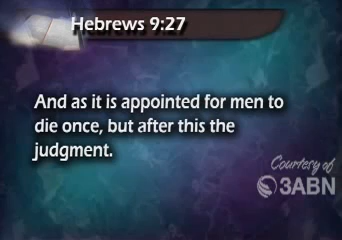 Hebrews 9:27
And as it is appointed for men to
die once, but after this the
judgment.
Courtesy of
3ABN